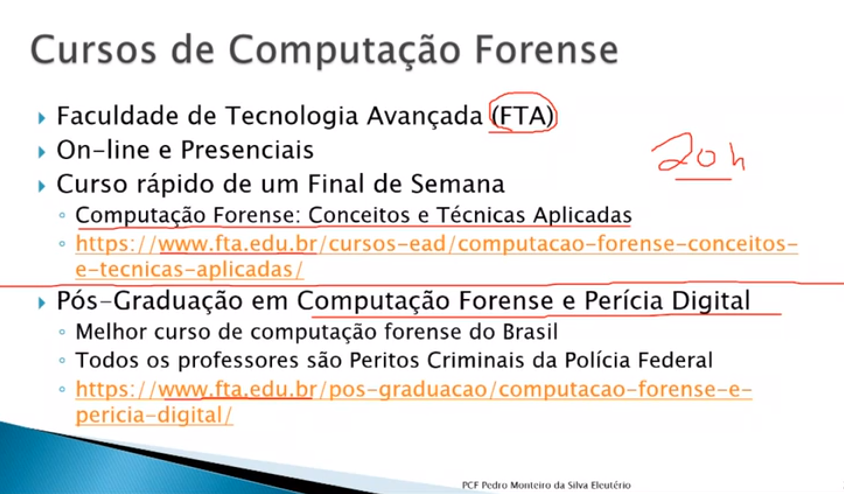 Cursos de Computação Forense
Faculdade de Tecnologia Avançada (FTA)
On-line e Presenciais
20h
Curso rápido de um Final de Semana
Computação Forense: Conceitos e Técnicas Aplicadas
https://www.fta.edu.br/cursos-ead/computacao-forense-conceitos-
e-tecnicas-aplicadas/
Pós-Graduação em Computação Forense e Perícia Digital
Melhor curso de computação forense do Brasil
Todos os professores são Peritos Criminais da Polícia Federal
https://www.fta.edu.br/pos-graduacao/computacao-forense-e-
pericia-digital/
PCF Pedro Monteiro da Silva Eleutério